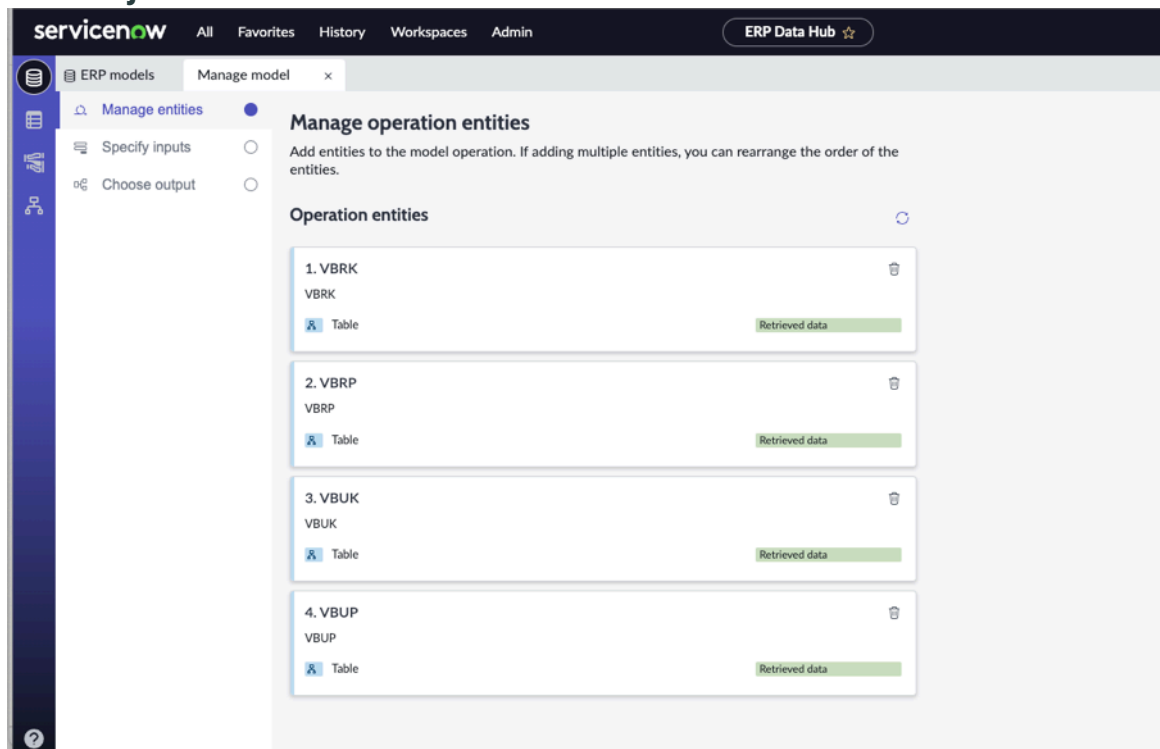 servicenow All Favorites History Workspaces Admin ERP Data Hub
ERP models Manage model ×
Manage entities
Specify inputs
Choose output
Manage operation entities
Add entities to the model operation. If adding multiple entities, you can rearrange the order of the
entities.
Operation entities
1. VBRK
VBRK
Table Retrieved data
2. VBRP
VBRP
Table Retrieved data
3. VBUK
VBUK
Table Retrieved data
4. VBUP
VBUP
Table Retrieved data
?